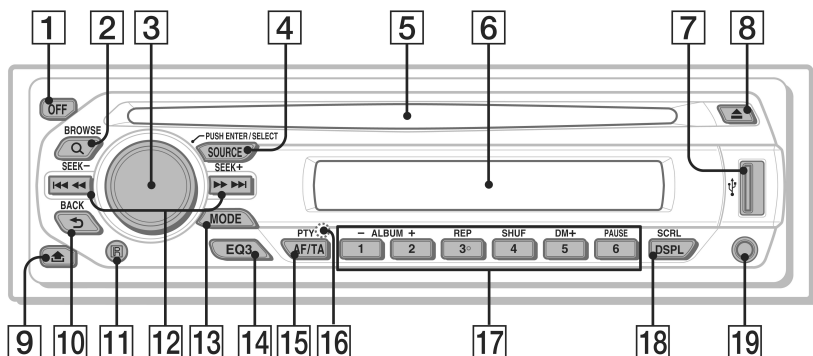 1 2 3 4 5 6 7 8
OFF
BROWSE
PUSH ENTER / SELECT
SOURCE
SEEK− SEEK+
BACK
MODE
EQ3
PTY
AF/TA
− ALBUM + REP SHUF DM+ PAUSE
1 2 3 4 5 6
SCRL
DSPL
R
9 10 11 12 13 14 15 16 17 18 19